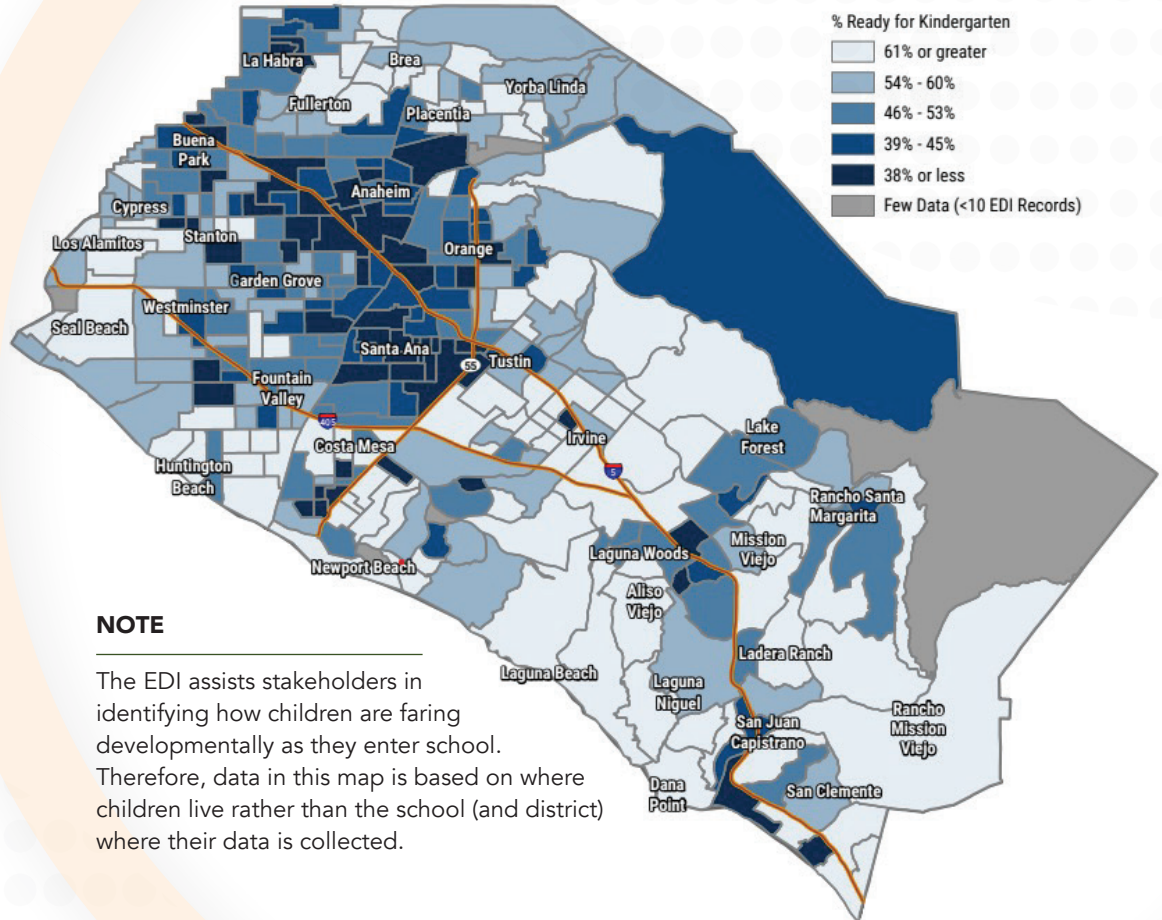 % Ready for Kindergarten
61% or greater
54% - 60%
46% - 53%
39% - 45%
38% or less
Few Data (<10 EDI Records)
La Habra
Brea
Yorba Linda
Fullerton
Placentia
Buena
Park
Anaheim
Cypress
Stanton
Los Alamitos
Orange
Garden Grove
Westminster
Seal Beach
Santa Ana
55
Tustin
Fountain
Valley
405
Costa Mesa
Irvine
5
Lake
Forest
Huntington
Beach
Rancho Santa
Margarita
Mission
Viejo
Laguna Woods
Newport Beach
Aliso
Viejo
Ladera Ranch
Laguna Beach
Laguna
Niguel
Rancho
Mission
Viejo
San Juan
Capistrano
Dana
Point
San Clemente
NOTE
The EDI assists stakeholders in
identifying how children are faring
developmentally as they enter school.
Therefore, data in this map is based on where
children live rather than the school (and district)
where their data is collected.